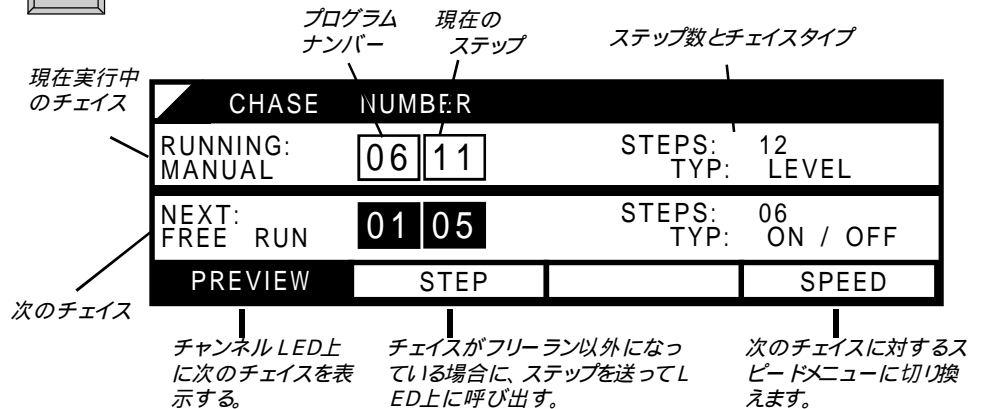 プログラム
ナンバー
現在の
ステップ
ステップ数とチェイスタイプ
現在実行中
のチェイス
CHASE NUMBER
RUNNING:
MANUAL
06 11
STEPS: 12
TYP: LEVEL
NEXT:
FREE RUN
01 05
STEPS: 06
TYP: ON / OFF
PREVIEW STEP SPEED
次のチェイス
チャンネル LED上
に次のチェイスを表
示する。
チェイスがフリーラン以外になっ
ている場合に、ステップを送ってL
ED上に呼び出す。
次のチェイスに対するス
ピードメニューに切り換
えます。